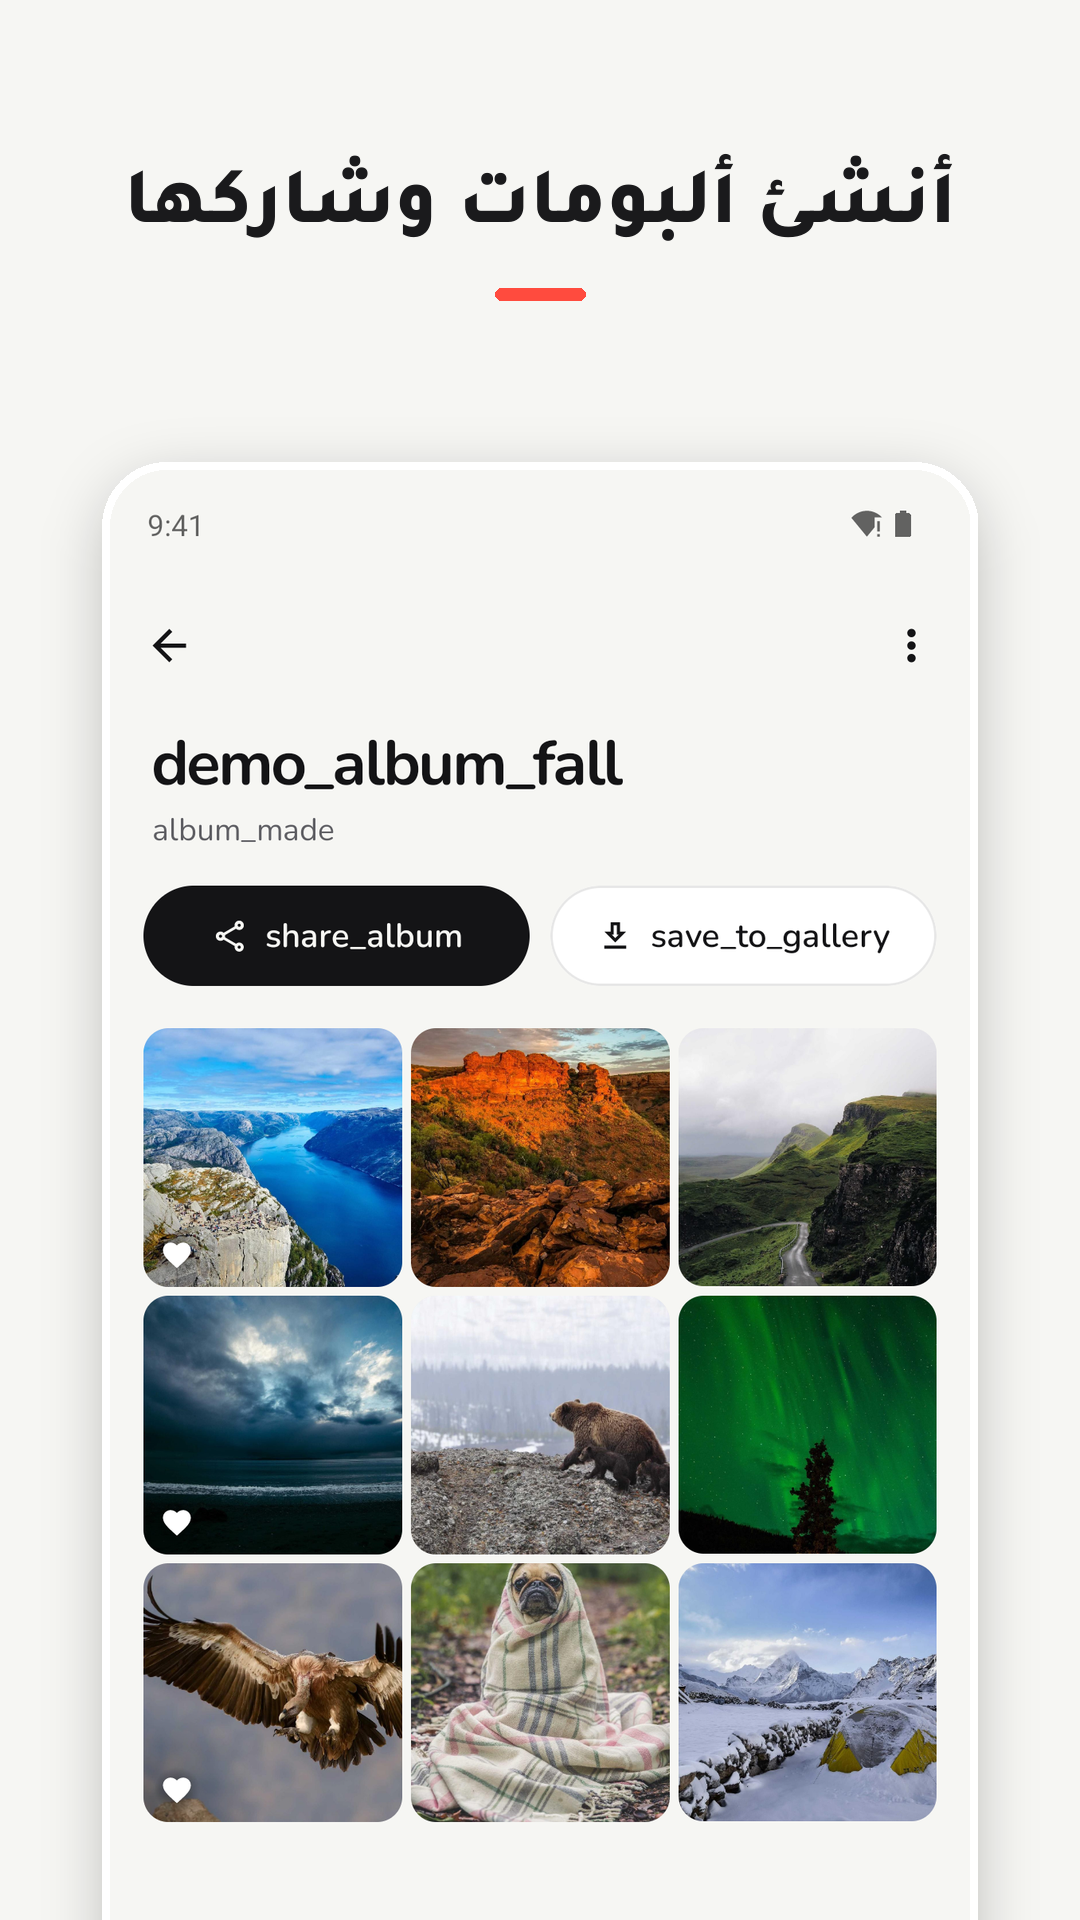 أنشئ ألبومات وشاركها
9:41
demo_album_fall
album_made
share_album
save_to_gallery